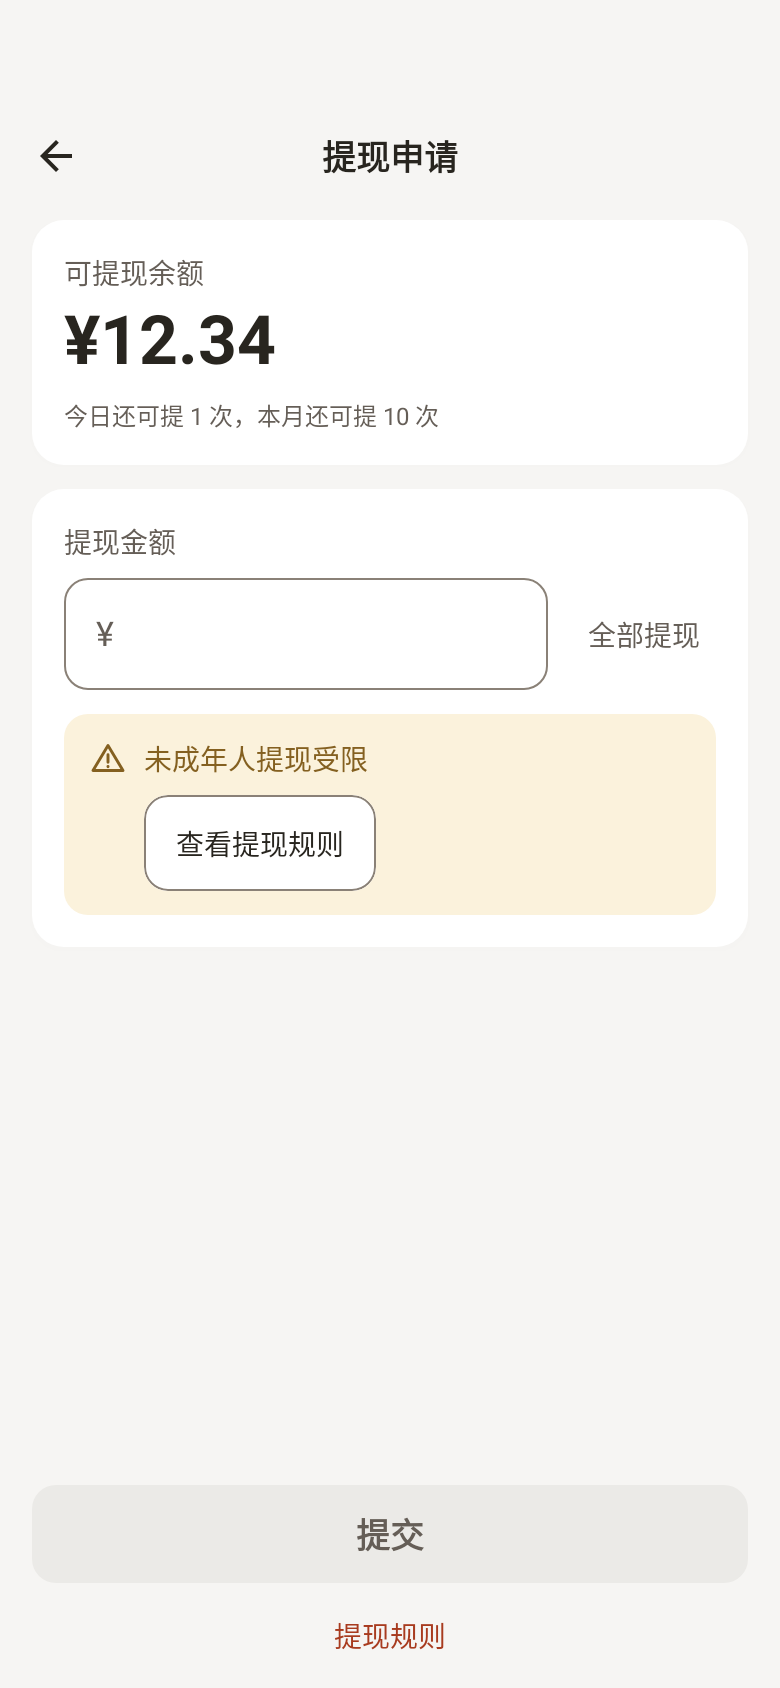 提现申请
可提现余额
¥12.34
今日还可提 1 次，本月还可提 10 次
提现金额
¥
全部提现
未成年人提现受限
查看提现规则
提交
提现规则